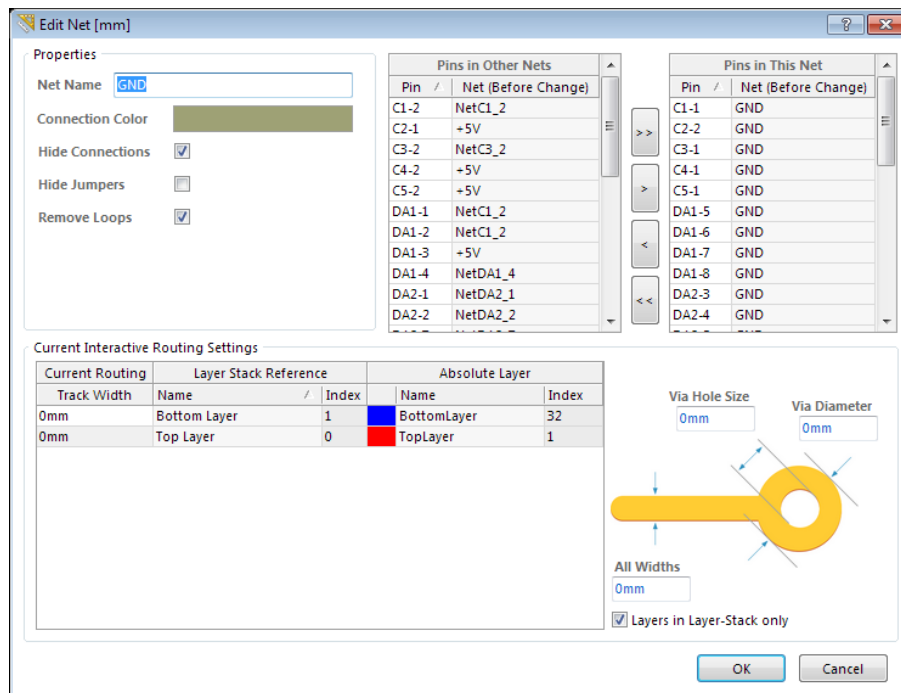 Edit Net [mm]
?
Properties
Net Name GND
Connection Color
Hide Connections
Hide Jumpers
Remove Loops
Pins in Other Nets
Pin Net (Before Change)
C1-2 NetC1_2
C2-1 +5V
C3-2 NetC3_2
C4-2 +5V
C5-2 +5V
DA1-1 NetC1_2
DA1-2 NetC1_2
DA1-3 +5V
DA1-4 NetDA1_4
DA2-1 NetDA2_1
DA2-2 NetDA2_2
>>
>
<
<<
Pins in This Net
Pin Net (Before Change)
C1-1 GND
C2-2 GND
C3-1 GND
C4-1 GND
C5-1 GND
DA1-5 GND
DA1-6 GND
DA1-7 GND
DA1-8 GND
DA2-3 GND
DA2-4 GND
Current Interactive Routing Settings
Current Routing Layer Stack Reference Absolute Layer
Track Width Name Index Name Index
0mm Bottom Layer 1 BottomLayer 32
0mm Top Layer 0 TopLayer 1
Via Hole Size
0mm
Via Diameter
0mm
All Widths
0mm
Layers in Layer-Stack only
OK Cancel